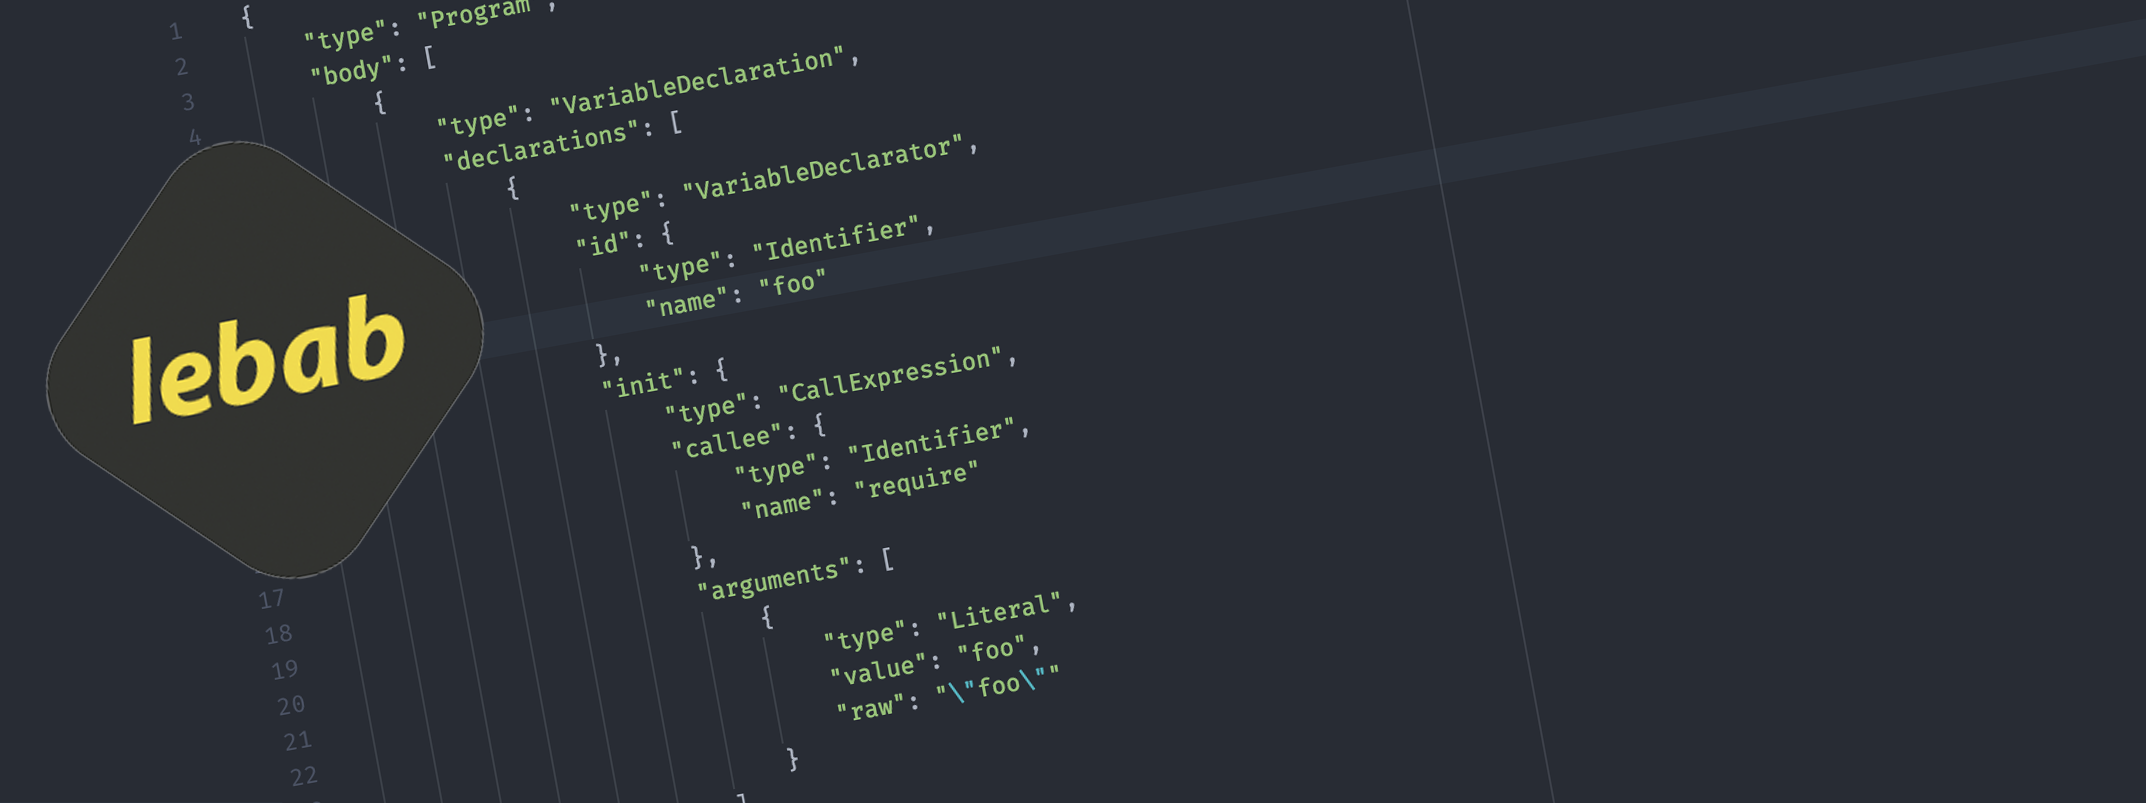 1 {
2 "type": "Program",
3 "body": [
4 {
"type": "VariableDeclaration",
"declarations": [
{
"type": "VariableDeclarator",
"id": {
"type": "Identifier",
"name": "foo"
},
"init": {
"type": "CallExpression",
"callee": {
"type": "Identifier",
"name": "require"
},
"arguments": [
17 {
18 "type": "Literal",
19 "value": "foo",
20 "raw": "\"foo\""
21 }
22 ]
lebab